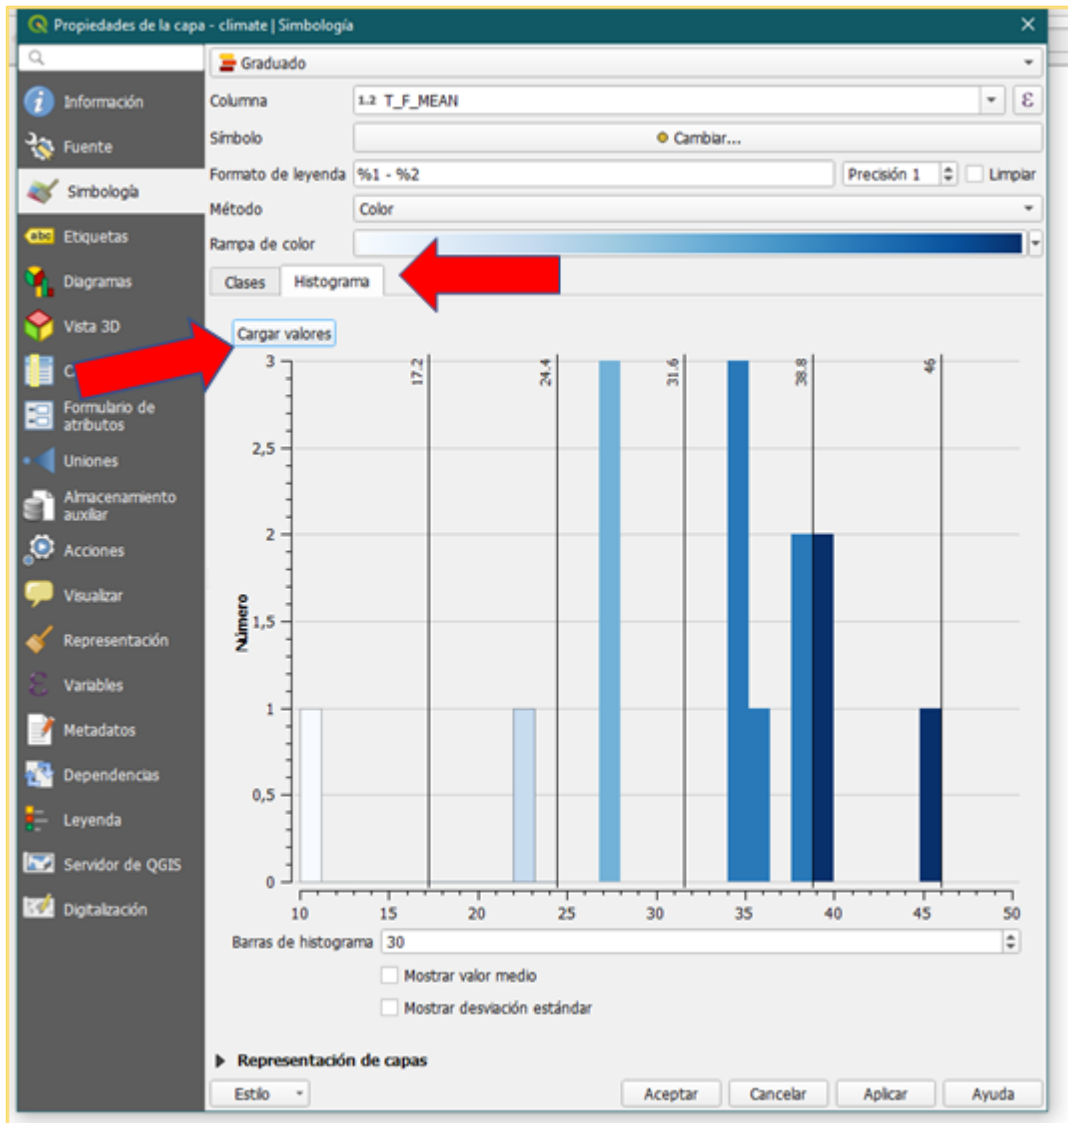 Propiedades de la capa - climate | Simbología
Graduado
Información
Columna
1.2 T_F_MEAN
ε
Fuente
Símbolo
Cambiar...
Simbología
Formato de leyenda
%1 - %2
Precisión 1
Limpiar
Método
Color
abc Etiquetas
Rampa de color
Diagramas
Clases
Histograma
Vista 3D
Cargar valores
C
Formulario de
atributos
Uniones
Almacenamiento
auxiliar
Acciones
Visualizar
Representación
ε Variables
Metadatos
Dependencias
Leyenda
Servidor de QGIS
Digitalización
17.2
24.4
31.6
38.8
46
3
2,5
2
1,5
1
0,5
0
Número
10 15 20 25 30 35 40 45 50
Barras de histograma
30
Mostrar valor medio
Mostrar desviación estándar
Representación de capas
Estilo
Aceptar
Cancelar
Aplicar
Ayuda